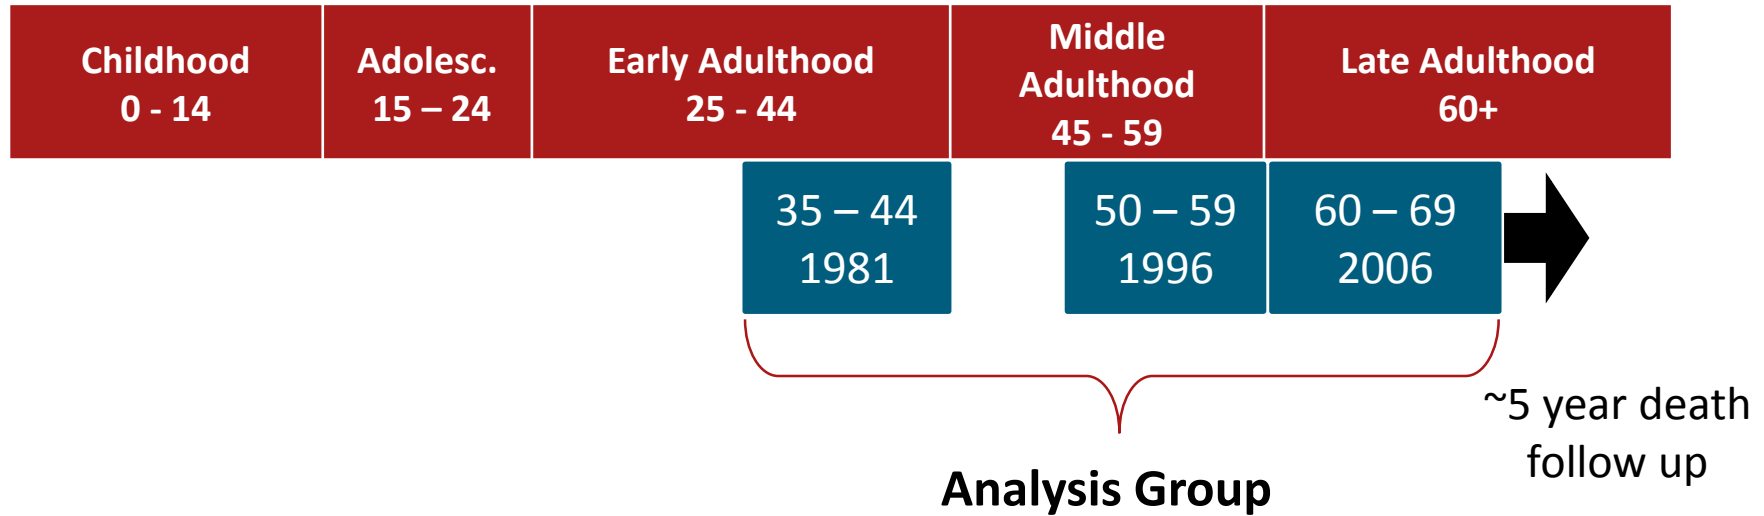 Childhood
0 - 14
Adolesc.
15 – 24
Early Adulthood
25 - 44
Middle
Adulthood
45 - 59
Late Adulthood
60+
35 – 44
1981
50 – 59
1996
60 – 69
2006
~5 year death
follow up
Analysis Group